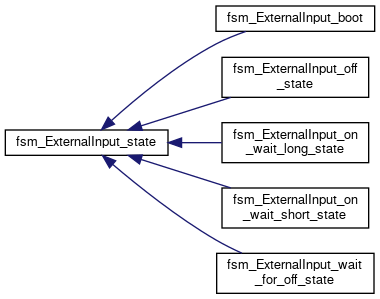 fsm_ExternalInput_boot
fsm_ExternalInput_off
_state
fsm_ExternalInput_state
fsm_ExternalInput_on
_wait_long_state
fsm_ExternalInput_on
_wait_short_state
fsm_ExternalInput_wait
_for_off_state